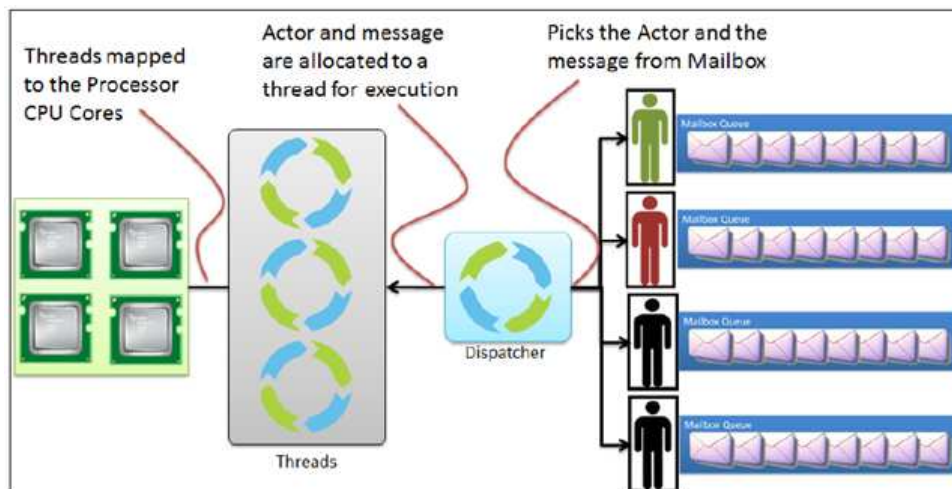 Threads mapped
to the Processor
CPU Cores
Actor and message
are allocated to a
thread for execution
Picks the Actor and the
message from Mailbox
Mailbox Queue
Mailbox Queue
Mailbox Queue
Mailbox Queue
Dispatcher
Threads